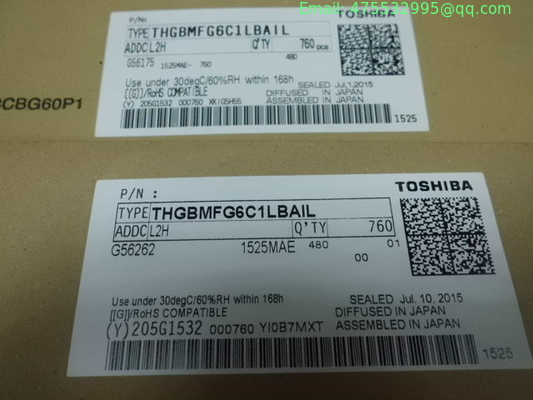 Email: 475533995@qq.com
P/N:
TOSHIBA
TYPE THGBMFG6C1LBAIL
ADDC L2H Q'TY 760 pcs
G56175 1525MAE- 760 480
Use under 30degC/60%RH within 168h
SEALED Jul,1,2015
[[G]]/RoHS COMPATIBLE
DIFFUSED IN JAPAN
ASSEMBLED IN JAPAN
(Y) 205G1532 000760 XKIQ5H55
1525
CBG60P1
P/N :
TOSHIBA
TYPE THGBMFG6C1LBAIL
ADDC L2H Q'TY 760
G56262 1525MAE 480 01
00
Use under 30degC/60%RH within 168h
SEALED Jul. 10, 2015
[[G]]/RoHS COMPATIBLE
DIFFUSED IN JAPAN
(Y)205G1532 000760 YI0B7MXT
ASSEMBLED IN JAPAN
1525